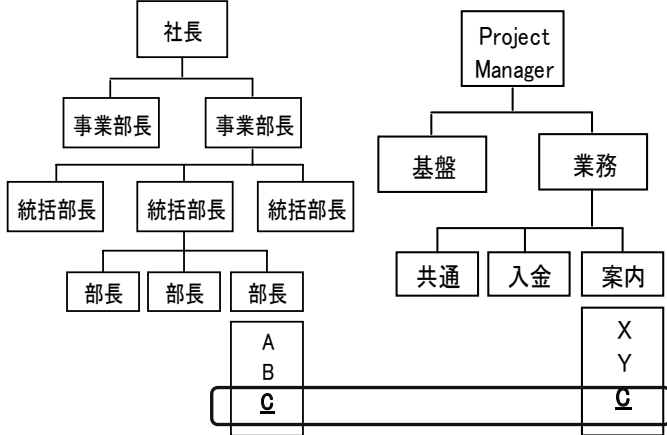 社長
事業部長
事業部長
統括部長
統括部長
統括部長
部長
部長
部長
A
B
C
Project
Manager
基盤
業務
共通
入金
案内
X
Y
C